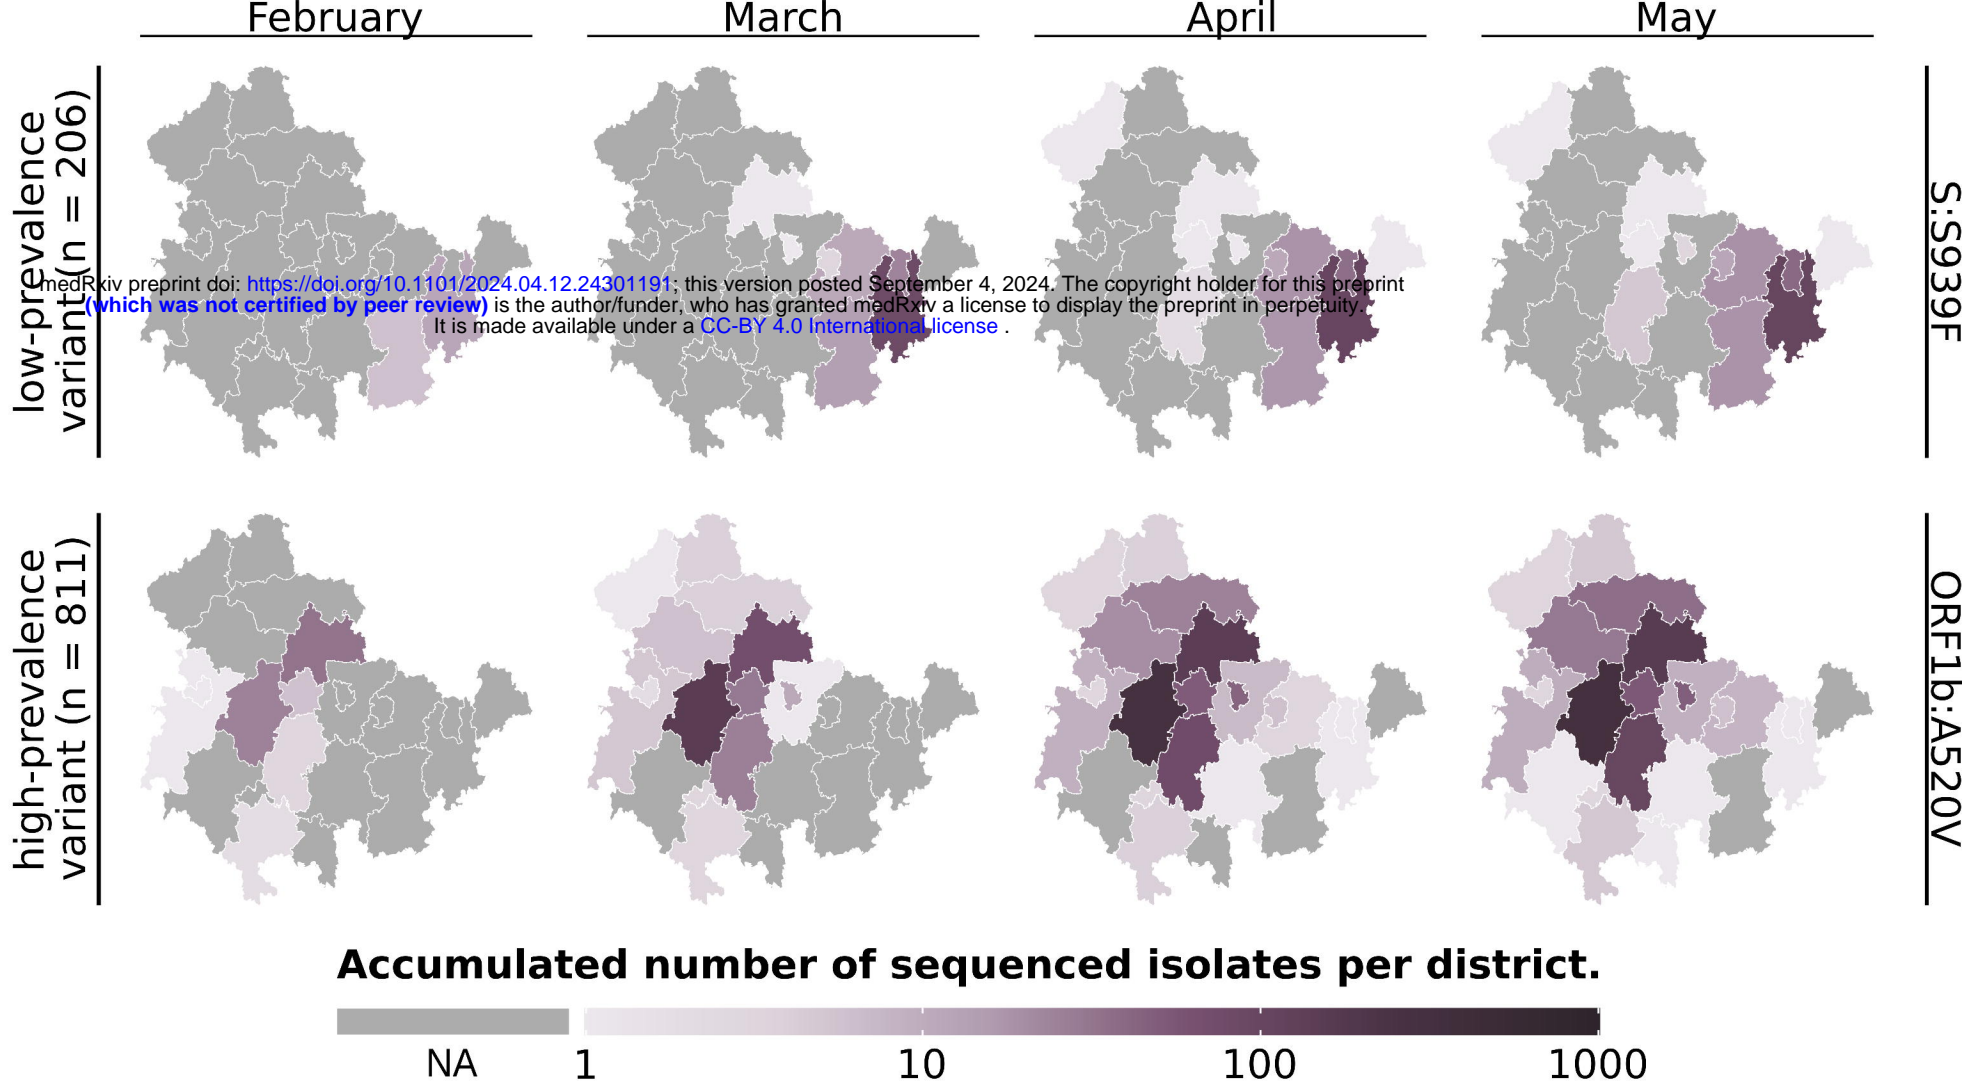 February March April May
low-prevalence
variant (n = 206)
S:S939F
medRxiv preprint doi: https://doi.org/10.1101/2024.04.12.24301191; this version posted September 4, 2024. The copyright holder for this preprint
(which was not certified by peer review) is the author/funder, who has granted medRxiv a license to display the preprint in perpetuity.
It is made available under a CC-BY 4.0 International license .
high-prevalence
variant (n = 811)
ORF1b:A520V
Accumulated number of sequenced isolates per district.
NA 1 10 100 1000